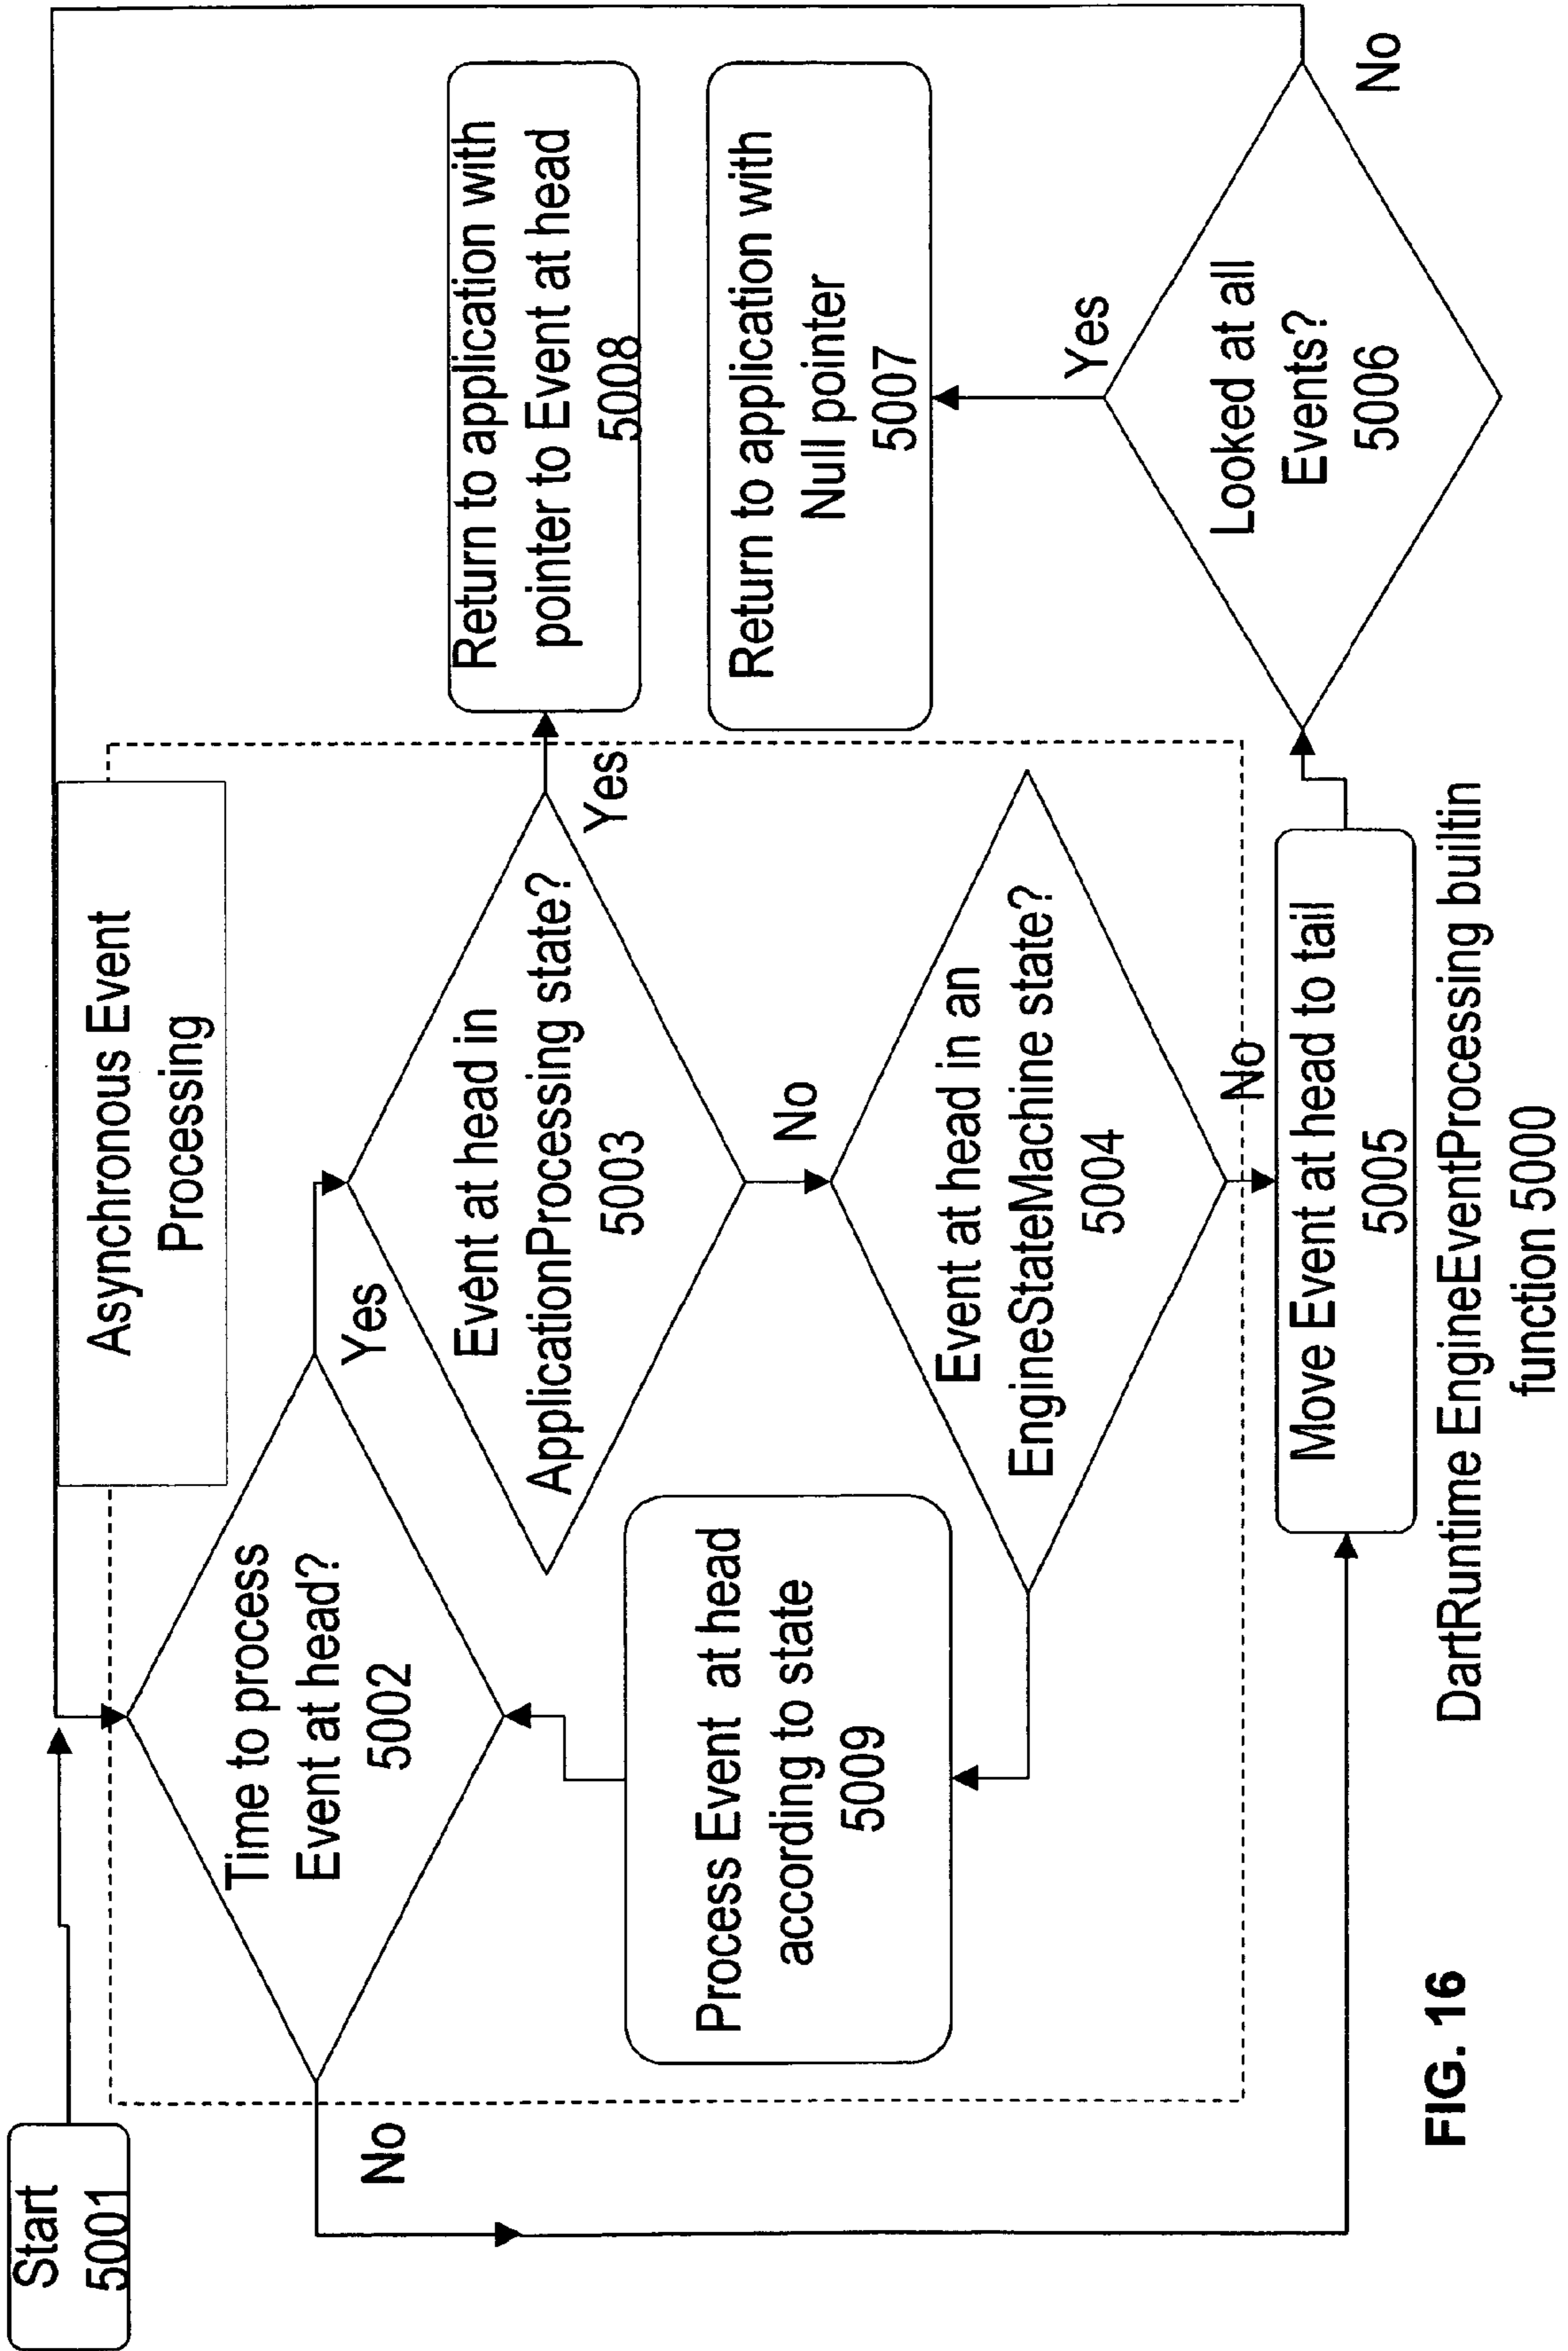 Start
5001
Asynchronous Event
Processing
Time to process
Event at head?
5002
Yes
No
Event at head in
ApplicationProcessing state?
5003
Yes
Return to application with
pointer to Event at head
5008
No
Process Event at head
according to state
5009
Event at head in an
EngineStateMachine state?
5004
No
Return to application with
Null pointer
5007
Yes
Move Event at head to tail
5005
Looked at all
Events?
5006
No
DartRuntime EngineEventProcessing builtin
function 5000
FIG. 16